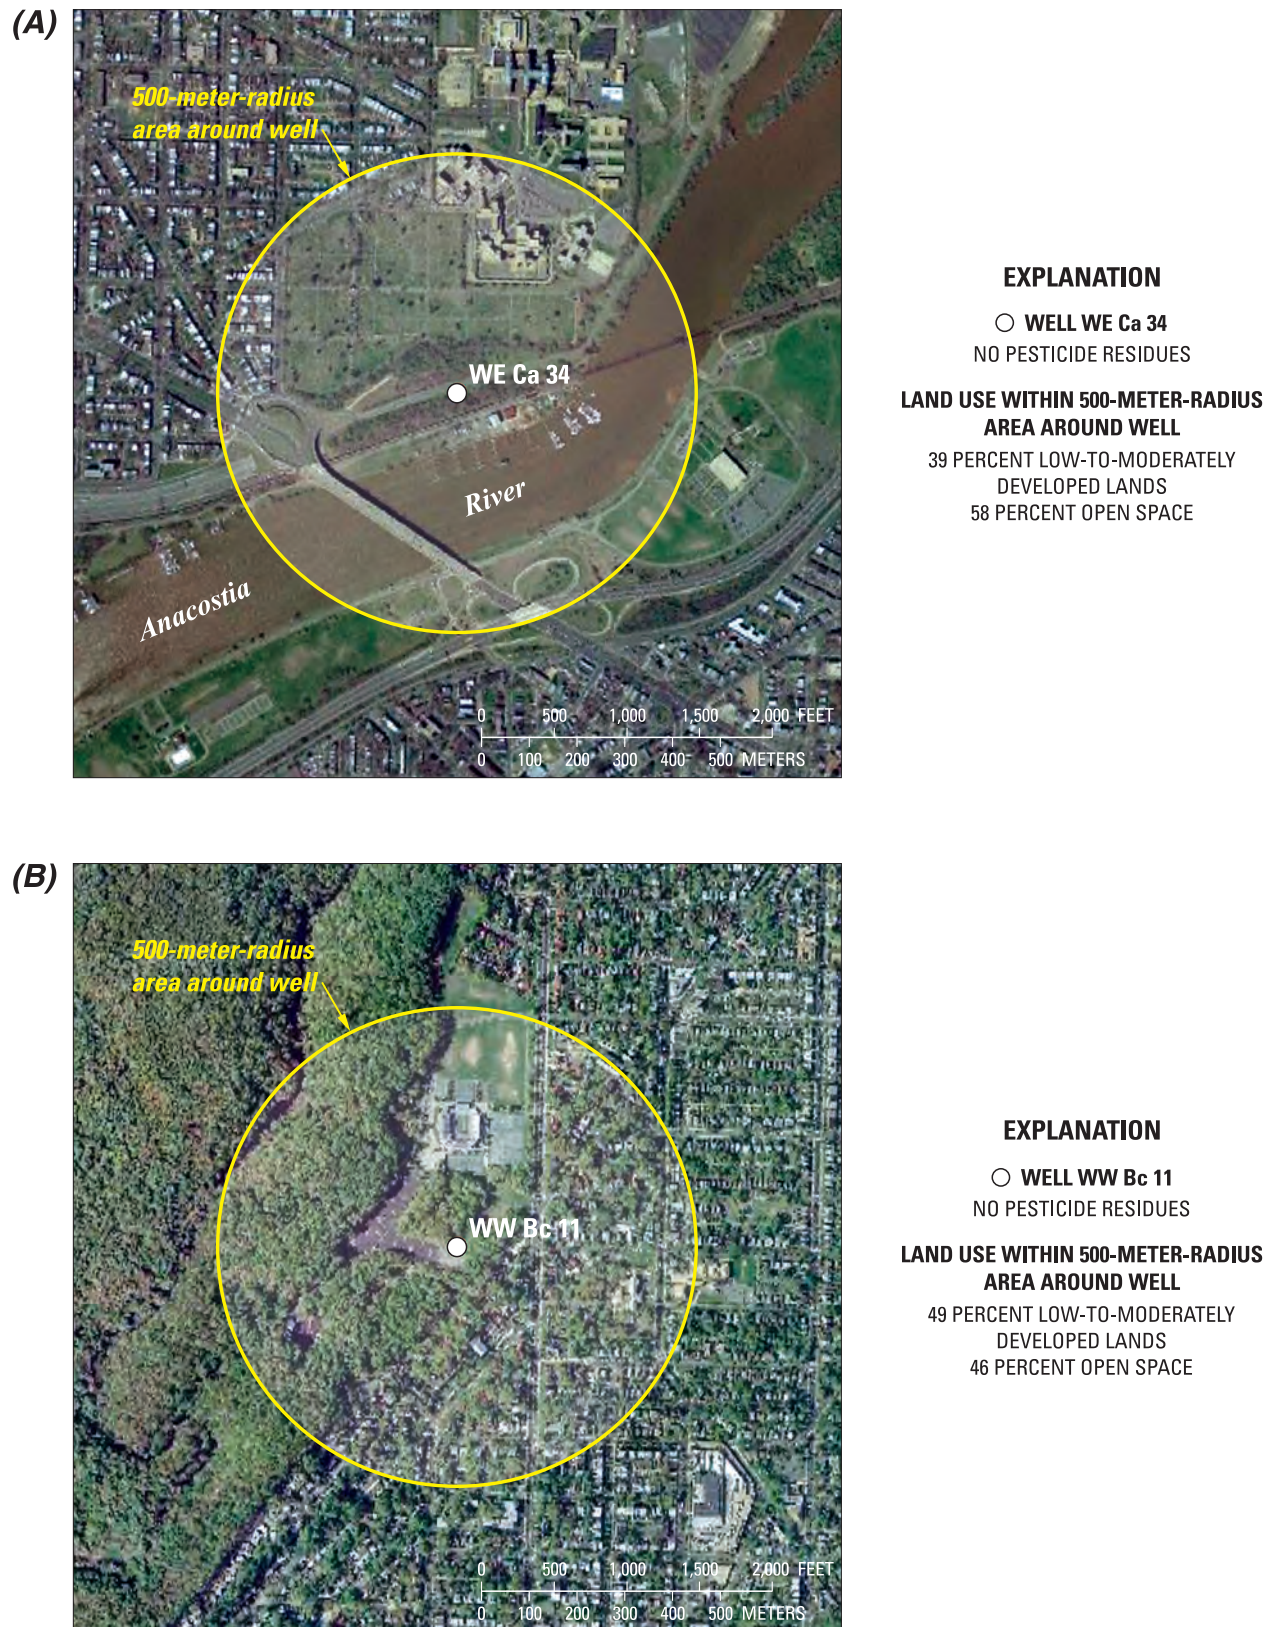 (A)
500-meter-radius
area around well
WE Ca 34
River
Anacostia
0 500 1,000 1,500 2,000 FEET
0 100 200 300 400 500 METERS
EXPLANATION
WELL WE Ca 34
NO PESTICIDE RESIDUES
LAND USE WITHIN 500-METER-RADIUS
AREA AROUND WELL
39 PERCENT LOW-TO-MODERATELY
DEVELOPED LANDS
58 PERCENT OPEN SPACE
(B)
500-meter-radius
area around well
WW Bc 11
0 500 1,000 1,500 2,000 FEET
0 100 200 300 400 500 METERS
EXPLANATION
WELL WW Bc 11
NO PESTICIDE RESIDUES
LAND USE WITHIN 500-METER-RADIUS
AREA AROUND WELL
49 PERCENT LOW-TO-MODERATELY
DEVELOPED LANDS
46 PERCENT OPEN SPACE